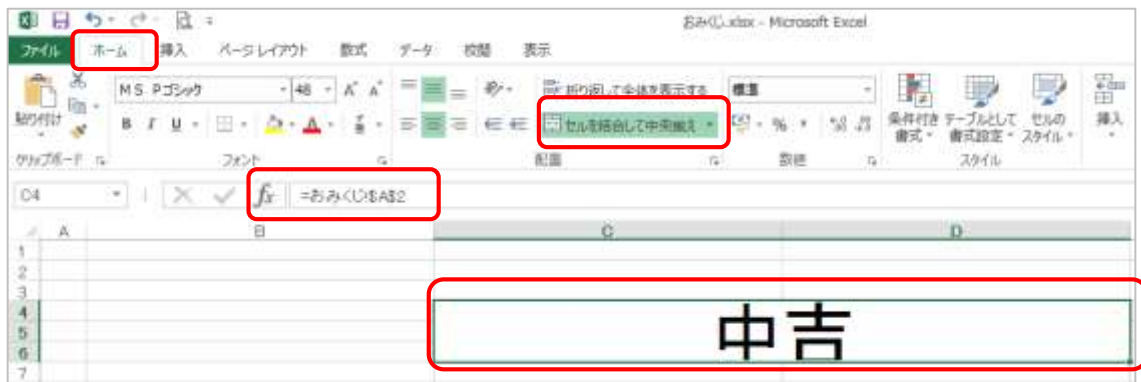 おみくじ.xlsx - Microsoft Excel
ファイル ホーム 挿入 ページ レイアウト 数式 データ 校閲 表示
MS Pゴシック 48 A A 折り返して全体を表示する 標準
貼り付け B I U A セルを結合して中央揃え % 条件付き書式 テーブルとして書式設定 セルのスタイル 挿入
クリップボード フォント 配置 数値 スタイル
C4 fx =おみくじ!$A$2
A B C D
1
2
3
4
5
6
7
中吉